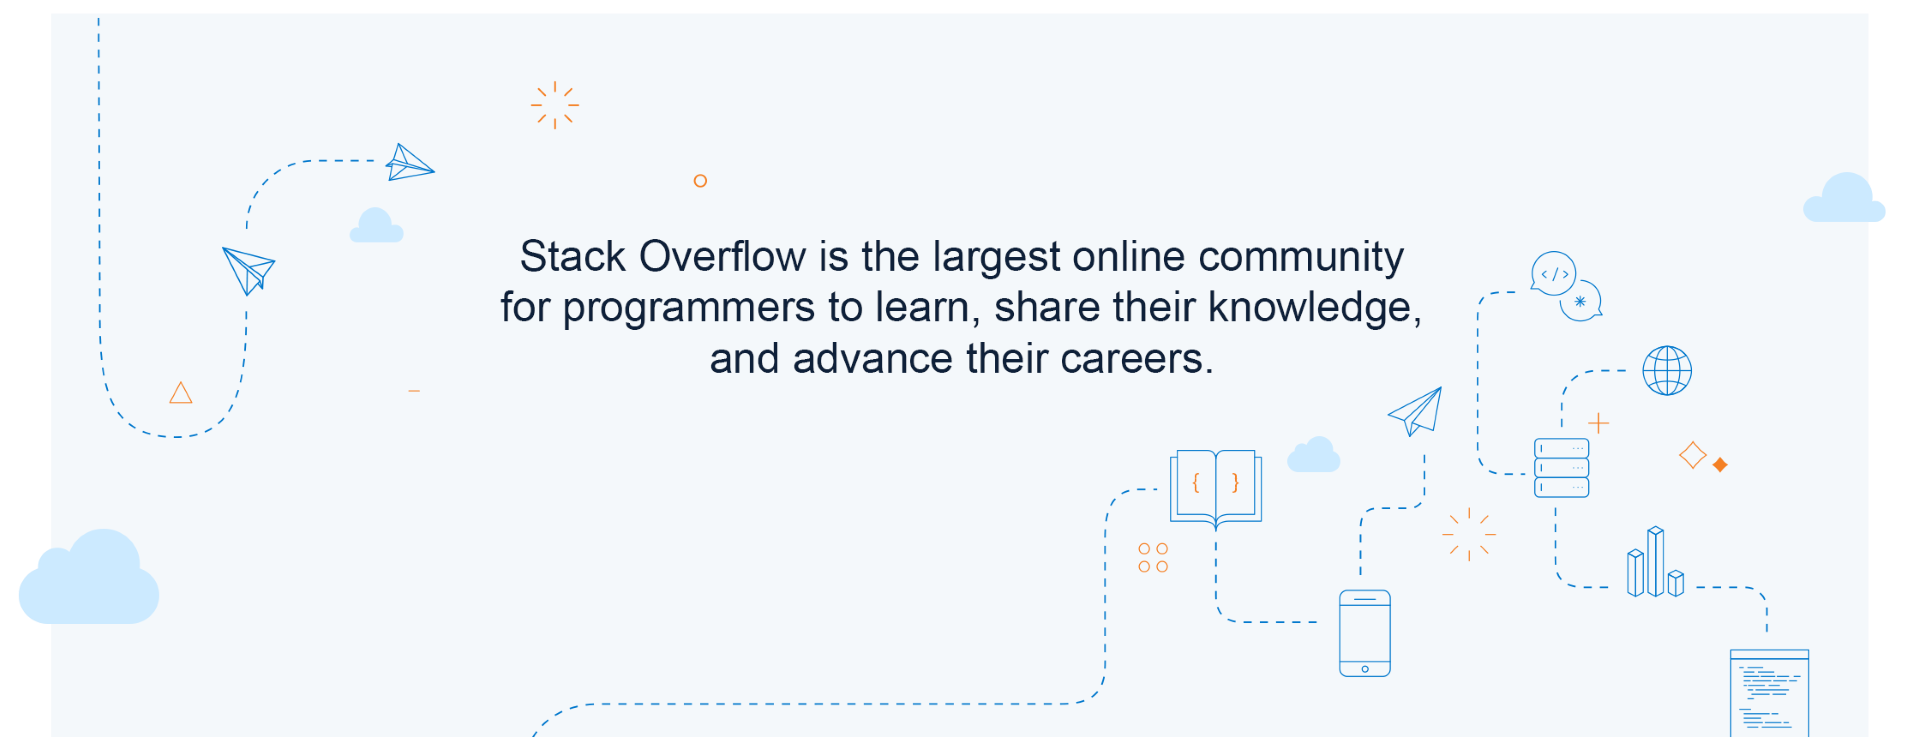 Stack Overflow is the largest online community
for programmers to learn, share their knowledge,
and advance their careers.
<//>
{ }